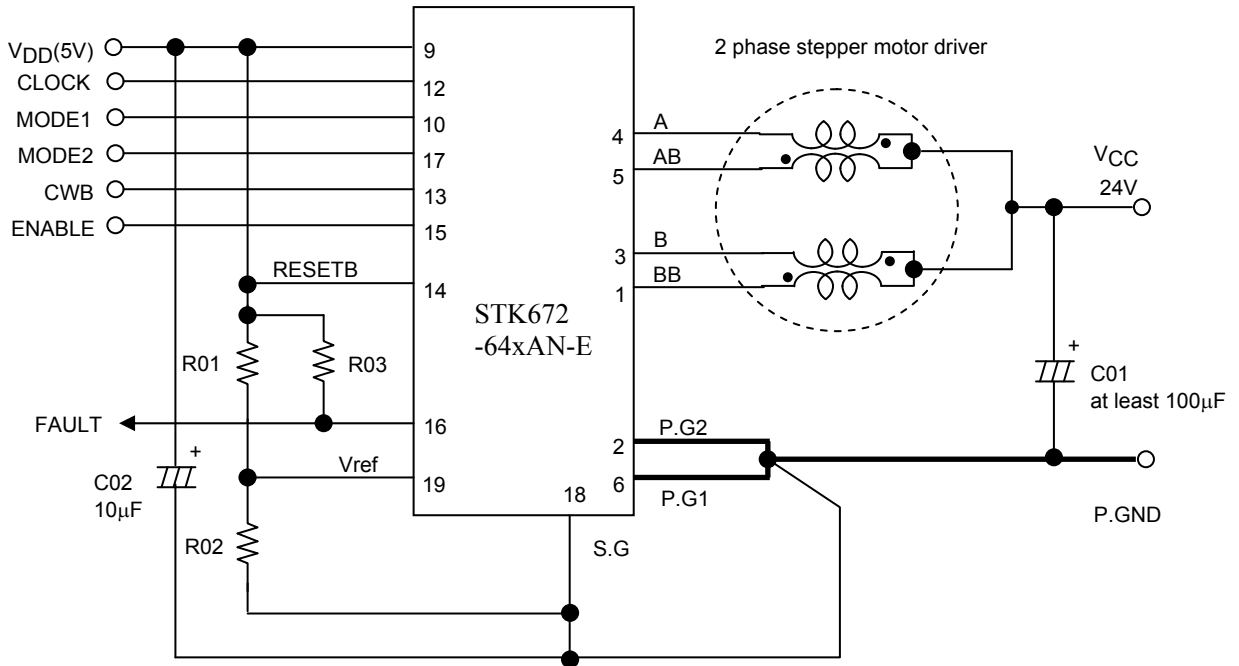 VDD(5V)
9
CLOCK
12
MODE1
10
MODE2
17
CWB
13
ENABLE
15
RESETB
14
STK672
-64xAN-E
R01
R03
FAULT
16
Vref
19
C02
10μF
+
R02
18
S.G
2 phase stepper motor driver
4
A
5
AB
3
B
1
BB
VCC
24V
+
C01
at least 100μF
2
P.G2
6
P.G1
P.GND